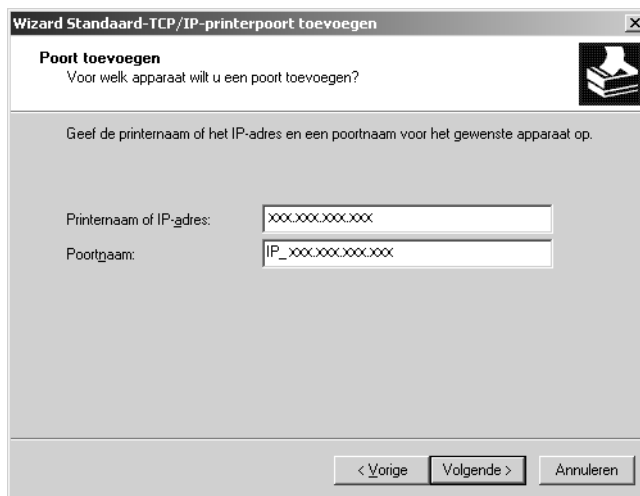 Wizard Standaard-TCP/IP-printerpoort toevoegen
Poort toevoegen
Voor welk apparaat wilt u een poort toevoegen?
Geef de printernaam of het IP-adres en een poortnaam voor het gewenste apparaat op.
Printernaam of IP-adres: xxx.xxx.xxx.xxx
Poortnaam: IP_xxx.xxx.xxx.xxx
< Vorige Volgende > Annuleren